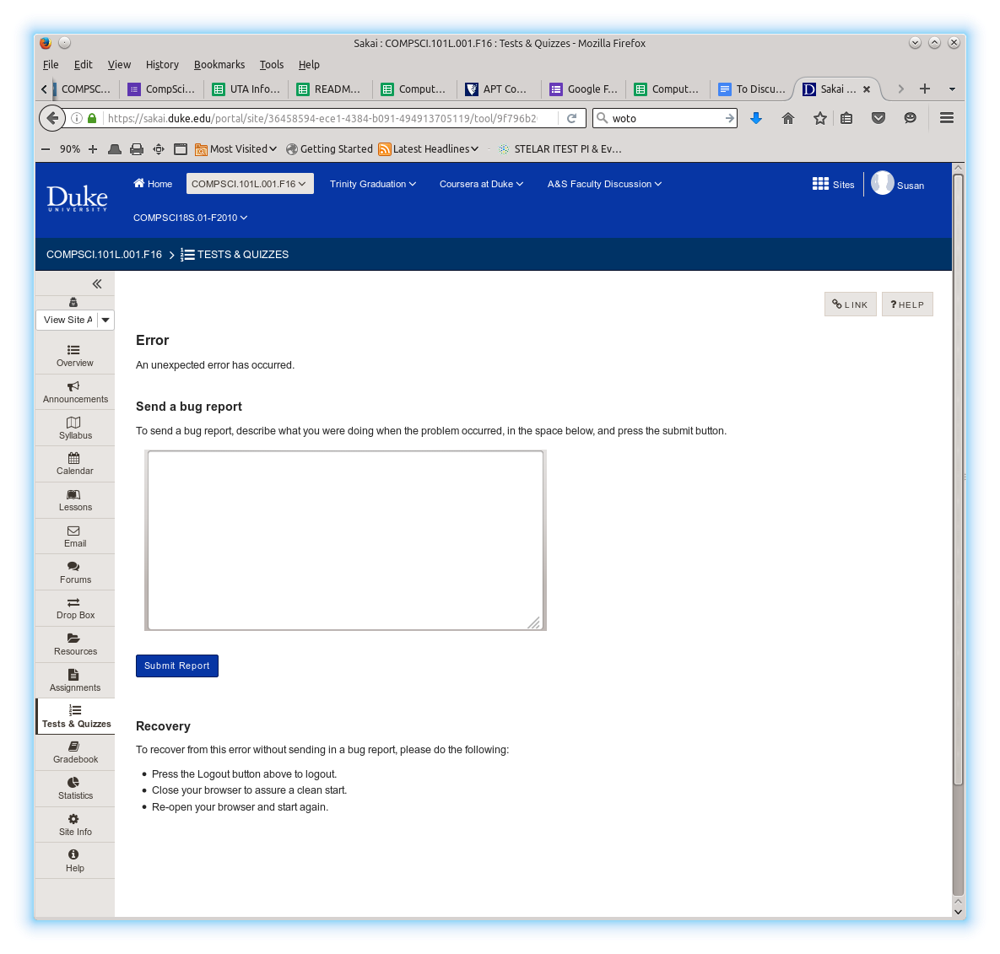 Sakai : COMPSCI.101L.001.F16 : Tests & Quizzes - Mozilla Firefox
File Edit View History Bookmarks Tools Help
COMPSC... CompSci... UTA Info... READM... Comput... APT Co... Google F... Comput... To Discu... Sakai ...
https://sakai.duke.edu/portal/site/36458594-ece1-4384-b091-494913705119/tool/9f796b2 woto
90% Most Visited Getting Started Latest Headlines STELAR ITEST PI & Ev...
Duke
UNIVERSITY
Home COMPSCI.101L.001.F16 Trinity Graduation Coursera at Duke A&S Faculty Discussion Sites Susan
COMPSCI18S.01-F2010
COMPSCI.101L.001.F16 > TESTS & QUIZZES
LINK ? HELP
View Site A
Overview
Announcements
Syllabus
Calendar
Lessons
Email
Forums
Drop Box
Resources
Assignments
Tests & Quizzes
Gradebook
Statistics
Site Info
Help
Error
An unexpected error has occurred.
Send a bug report
To send a bug report, describe what you were doing when the problem occurred, in the space below, and press the submit button.
Submit Report
Recovery
To recover from this error without sending in a bug report, please do the following:
• Press the Logout button above to logout.
• Close your browser to assure a clean start.
• Re-open your browser and start again.